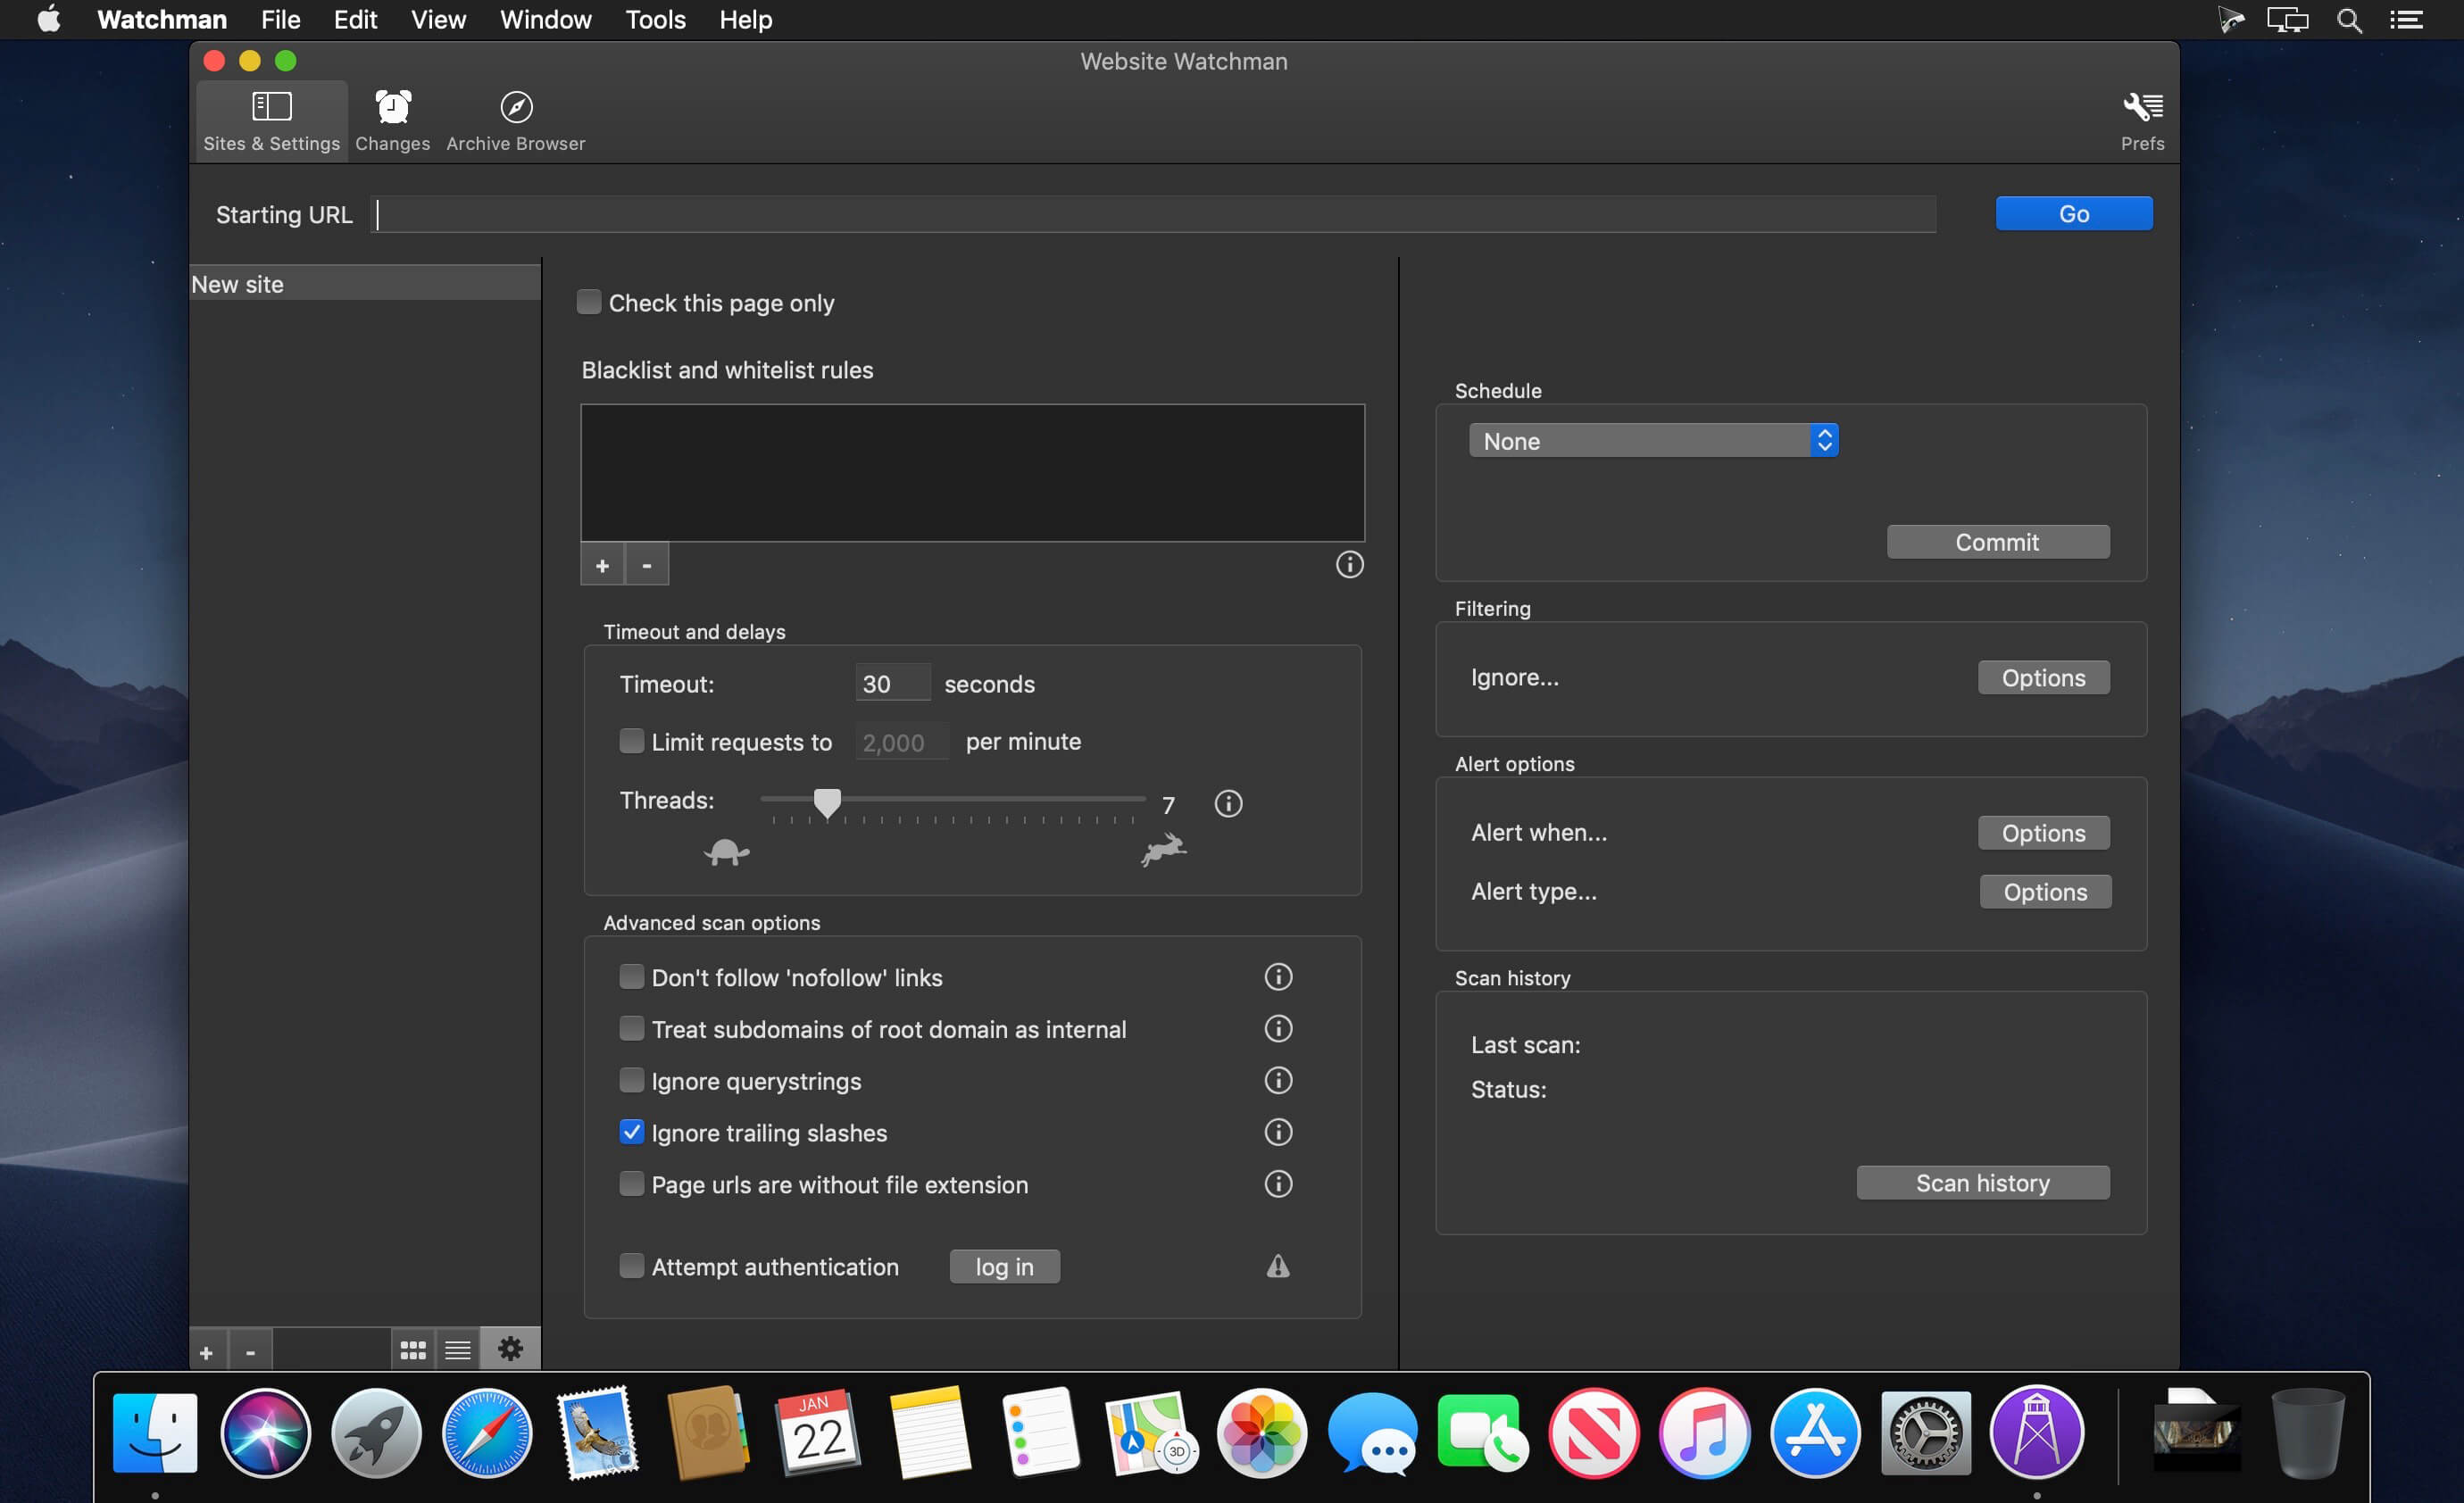 Watchman File Edit View Window Tools Help
Website Watchman
Sites & Settings Changes Archive Browser Prefs
Starting URL Go
New site
Check this page only
Blacklist and whitelist rules
+ -
Timeout and delays
Timeout: 30 seconds
Limit requests to 2,000 per minute
Threads: 7
Advanced scan options
Don't follow 'nofollow' links
Treat subdomains of root domain as internal
Ignore querystrings
Ignore trailing slashes
Page urls are without file extension
Attempt authentication log in
Schedule
None
Commit
Filtering
Ignore... Options
Alert options
Alert when... Options
Alert type... Options
Scan history
Last scan:
Status:
Scan history
+ -
JAN
22
3D